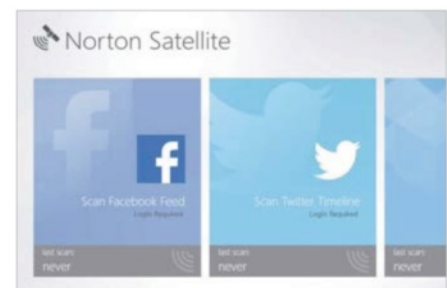 Norton Satellite
Scan Facebook Feed
Login Required
last scan:
never
Scan Twitter Timeline
Login Required
last scan:
never
last scan:
never